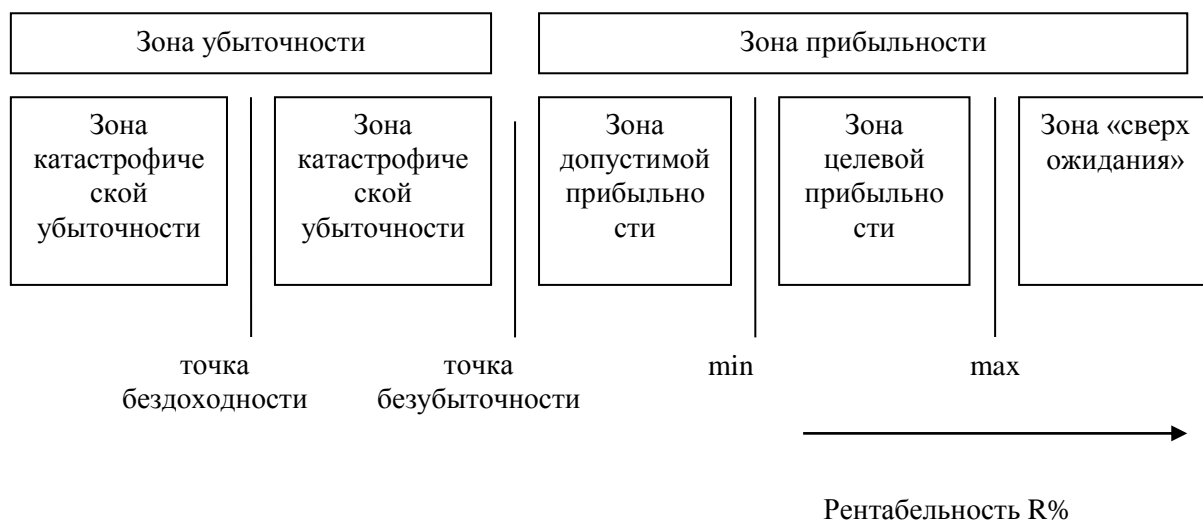 Зона убыточности
Зона прибыльности
Зона
катастрофиче
ской
убыточности
Зона
катастрофиче
ской
убыточности
Зона
допустимой
прибыльно
сти
Зона
целевой
прибыльно
сти
Зона «сверх
ожидания»
точка
бездоходности
точка
безубыточности
min
max
Рентабельность R%